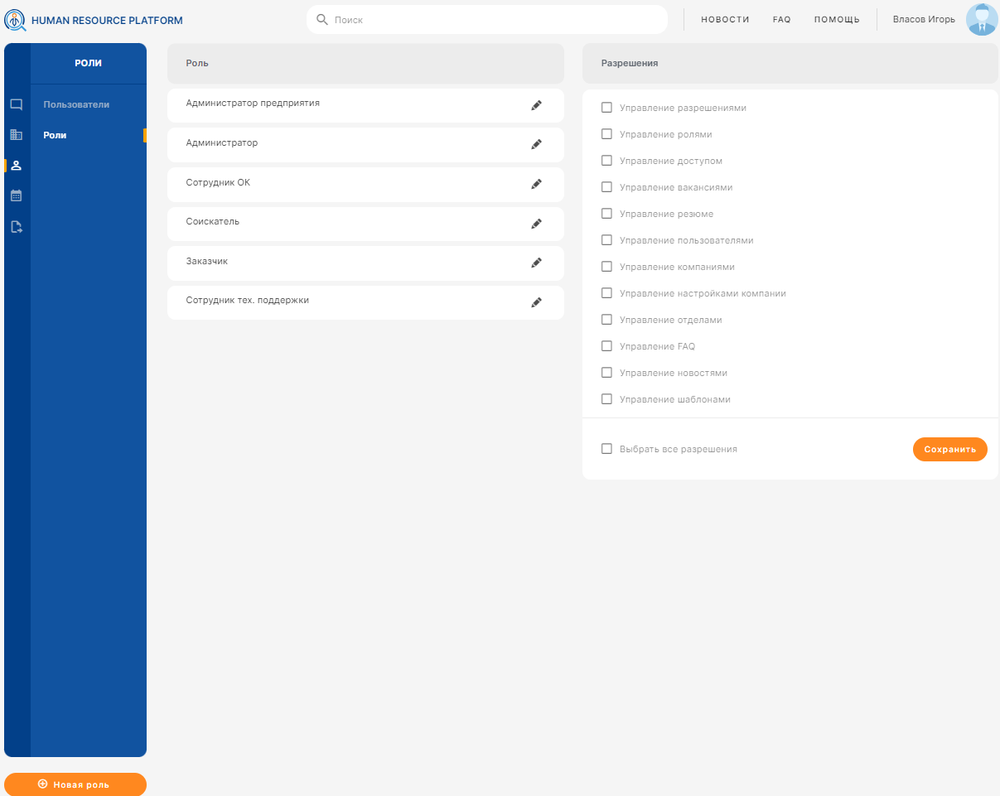 HUMAN RESOURCE PLATFORM
Поиск
НОВОСТИ
FAQ
ПОМОЩЬ
Власов Игорь
РОЛИ
Пользователи
Роли
Новая роль
Роль
Администратор предприятия
Администратор
Сотрудник ОК
Соискатель
Заказчик
Сотрудник тех. поддержки
Разрешения
Управление разрешениями
Управление ролями
Управление доступом
Управление вакансиями
Управление резюме
Управление пользователями
Управление компаниями
Управление настройками компании
Управление отделами
Управление FAQ
Управление новостями
Управление шаблонами
Выбрать все разрешения
Сохранить